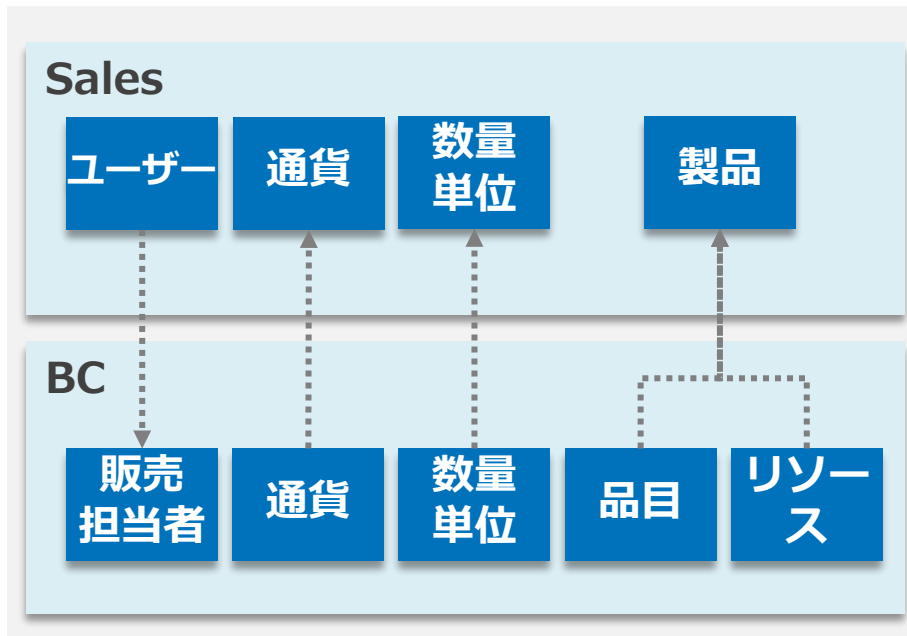 Sales
ユーザー
通貨
数量
単位
製品
BC
販売
担当者
通貨
数量
単位
品目
リソー
ス